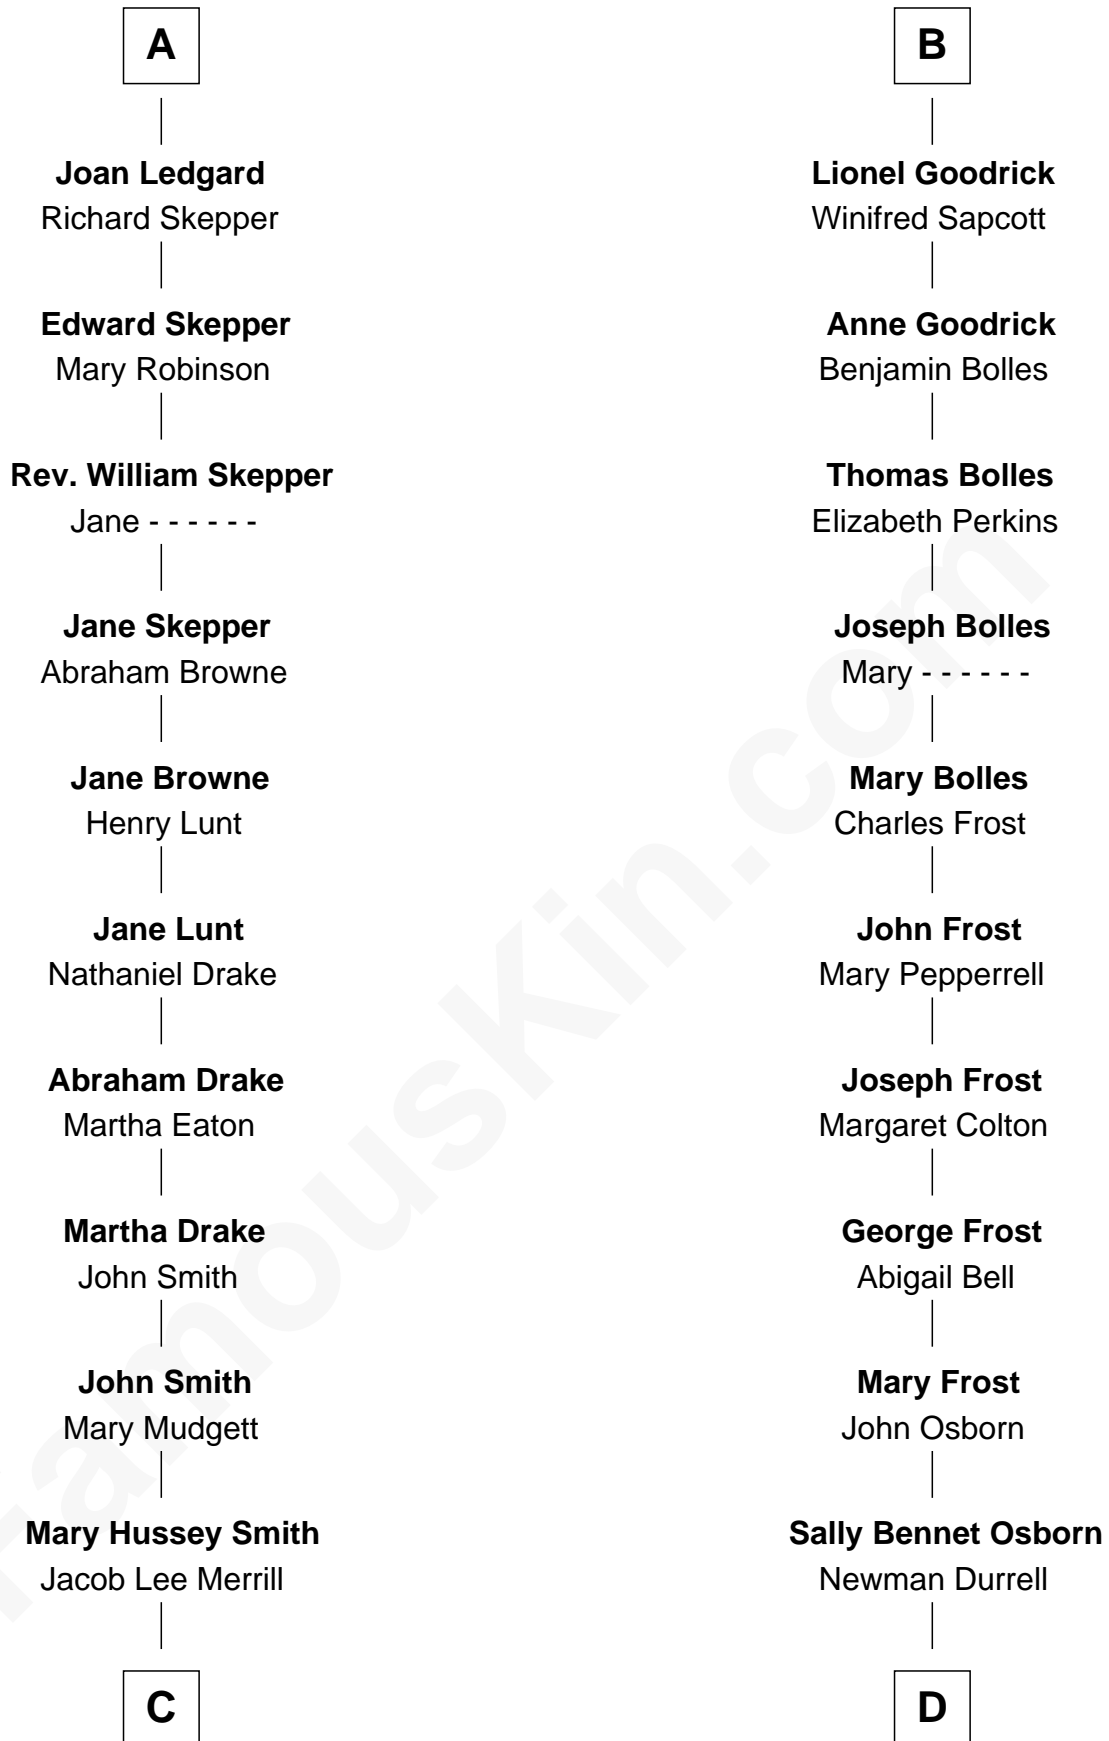 A
Joan Ledgard
Richard Skepper
Edward Skepper
Mary Robinson
Rev. William Skepper
Jane - - - - - -
Jane Skepper
Abraham Browne
Jane Browne
Henry Lunt
Jane Lunt
Nathaniel Drake
Abraham Drake
Martha Eaton
Martha Drake
John Smith
John Smith
Mary Mudgett
Mary Hussey Smith
Jacob Lee Merrill
C
B
Lionel Goodrick
Winifred Sapcott
Anne Goodrick
Benjamin Bolles
Thomas Bolles
Elizabeth Perkins
Joseph Bolles
Mary - - - - - -
Mary Bolles
Charles Frost
John Frost
Mary Pepperrell
Joseph Frost
Margaret Colton
George Frost
Abigail Bell
Mary Frost
John Osborn
Sally Bennet Osborn
Newman Durrell
D
FamousKin.com